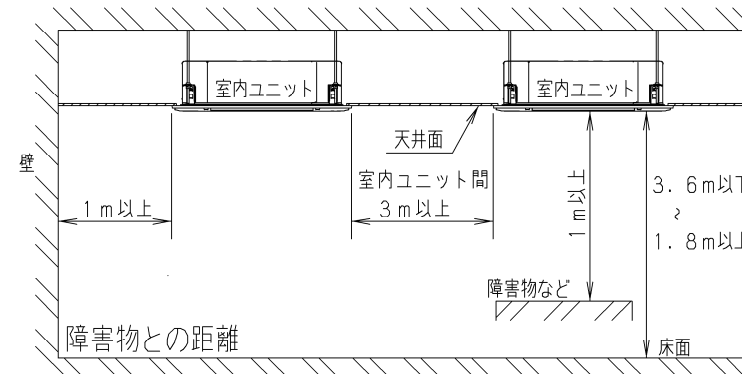 室内ユニット
室内ユニット
天井面
壁
室内ユニット間
1m以上
3m以上
1m以上
3.6m以下
~
1.8m以上
障害物など
障害物との距離
床面